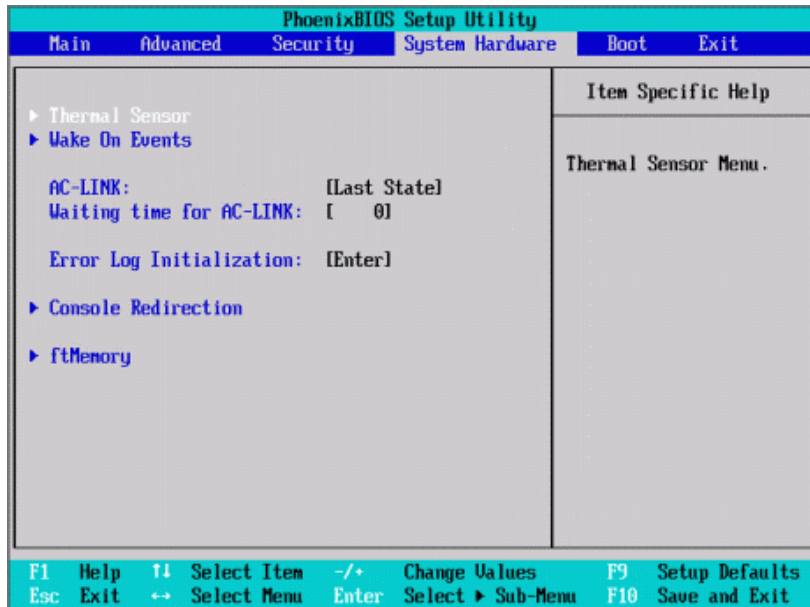 PhoenixBIOS Setup Utility
Main Advanced Security System Hardware Boot Exit
Item Specific Help
▶ Thermal Sensor
▶ Wake On Events
Thermal Sensor Menu.
AC-LINK: [Last State]
Waiting time for AC-LINK: [ 0]
Error Log Initialization: [Enter]
▶ Console Redirection
▶ ftMemory
F1 Help ↑↓ Select Item -/+ Change Values F9 Setup Defaults
Esc Exit ↔ Select Menu Enter Select ▶ Sub-Menu F10 Save and Exit